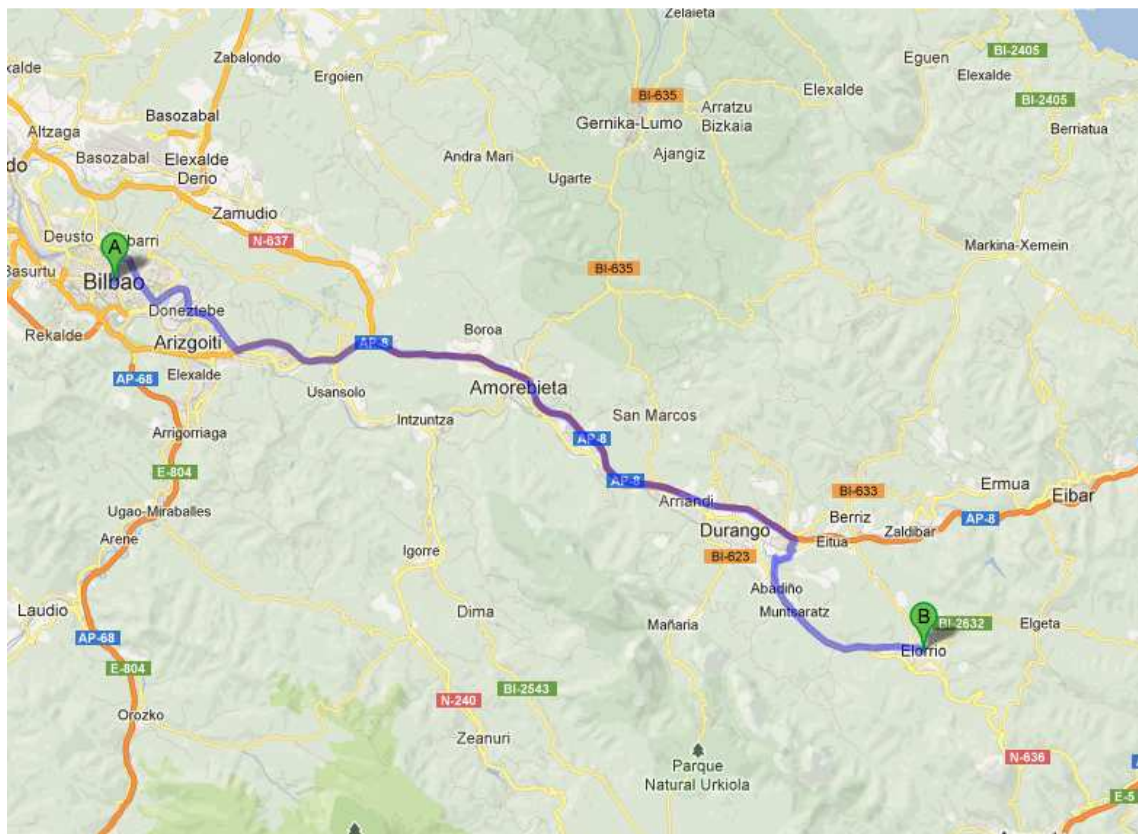 Zelaieta
Zabalondo
Eguen
BI-2405
Elexalde
Ergoien
Elexalde
BI-635
Arratzu
Bizkaia
BI-2405
Basozabal
Gernika-Lumo
Berriatua
Altzaga
Basozabal
Elexalde
Derio
Andra Mari
Ajangiz
Ugarte
Zamudio
Deusto
A
N-637
Markina-Xemein
BI-635
Bilbao
Doneztebe
Rekalde
Arizgoiti
AP-8
Boroa
AP-68
Elexalde
Usansolo
Amorebieta
Intzuntza
San Marcos
Arrigorriaga
AP-8
E-804
AP-8
BI-633
Ermua
Eibar
Ugao-Miraballes
Arriandi
Berriz
AP-8
Arene
Durango
Zaldibar
Eitua
Igorre
BI-623
Abadiño
Laudio
Dima
Muntsaratz
B
BI-2632
Elgeta
Mañaria
AP-68
Elorrio
E-804
BI-2543
Orozko
N-240
Zeanuri
Parque
Natural Urkiola
N-636
E-5